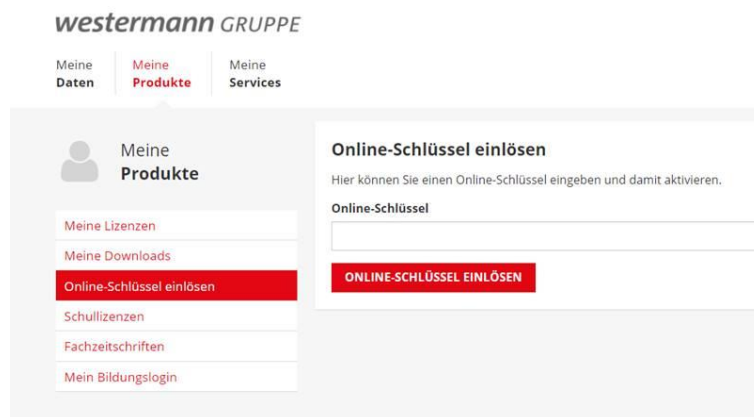 westermann GRUPPE
Meine Meine Meine
Daten Produkte Services
Meine
Produkte
Meine Lizenzen
Meine Downloads
Online-Schlüssel einlösen
Schullizenzen
Fachzeitschriften
Mein Bildungslogin
Online-Schlüssel einlösen
Hier können Sie einen Online-Schlüssel eingeben und damit aktivieren.
Online-Schlüssel
ONLINE-SCHLÜSSEL EINLÖSEN